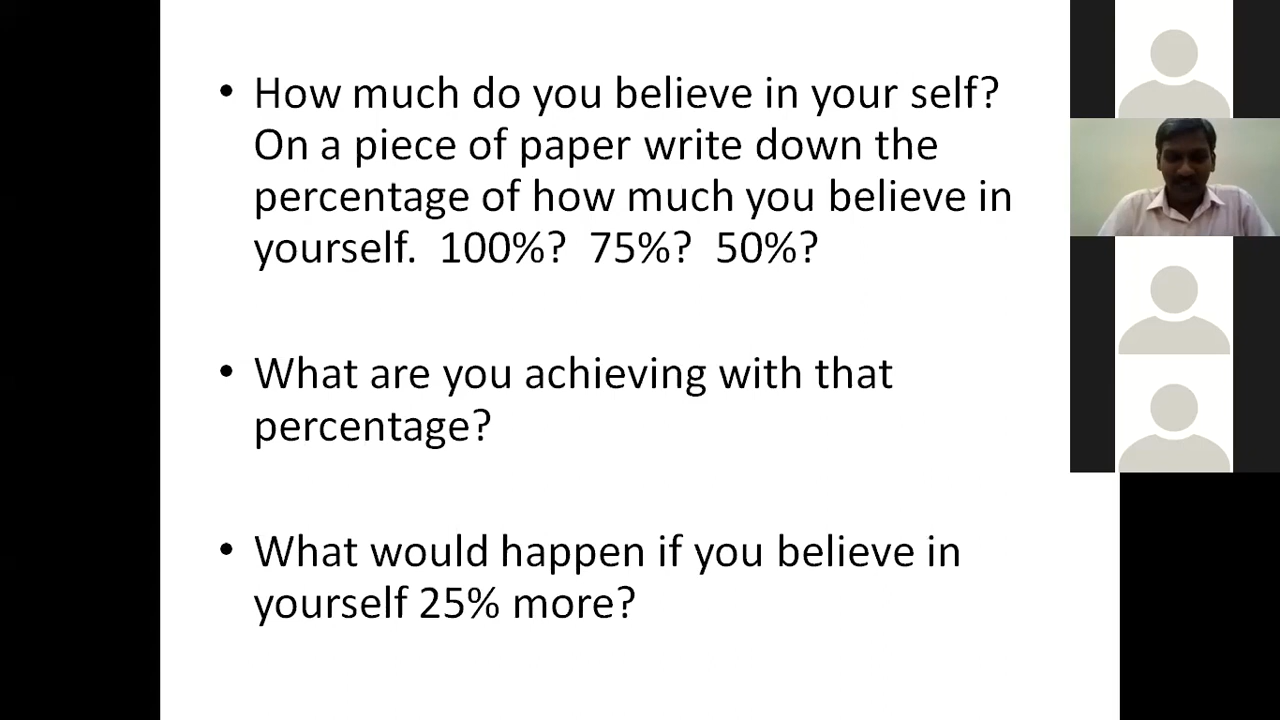 • How much do you believe in your self?
On a piece of paper write down the
percentage of how much you believe in
yourself.  100%?  75%?  50%?
• What are you achieving with that
percentage?
• What would happen if you believe in
yourself 25% more?